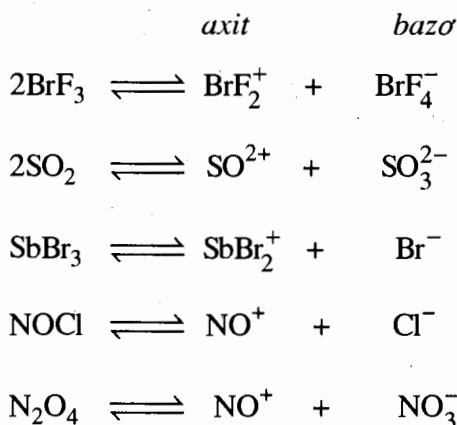 axit bazơ
2BrF₃ ⇌ BrF₂⁺ + BrF₄⁻
2SO₂ ⇌ SO²⁺ + SO₃²⁻
SbBr₃ ⇌ SbBr₂⁺ + Br⁻
NOCl ⇌ NO⁺ + Cl⁻
N₂O₄ ⇌ NO⁺ + NO₃⁻